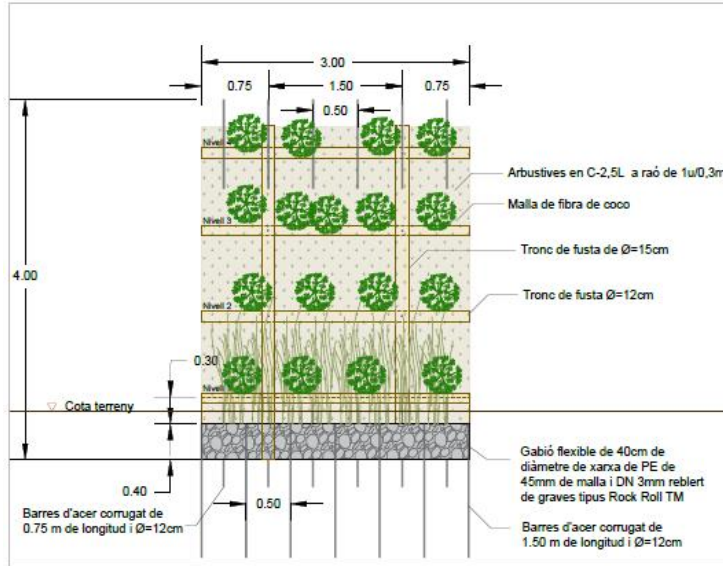 3.00
0.75
1.50
0.75
0.50
Nivell 4
Arbustives en C-2,5L a raó de 1u/0,3m
Malla de fibra de coco
Nivell 3
Tronc de fusta de Ø=15cm
4.00
Tronc de fusta Ø=12cm
Nivell 2
0.30
Nivell
Cota terreny
Gabió flexible de 40cm de
diàmetre de xarxa de PE de
45mm de malla i DN 3mm reblert
de graves tipus Rock Roll TM
0.40
0.50
Barres d'acer corrugat de
0.75 m de longitud i Ø=12cm
Barres d'acer corrugat de
1.50 m de longitud i Ø=12cm